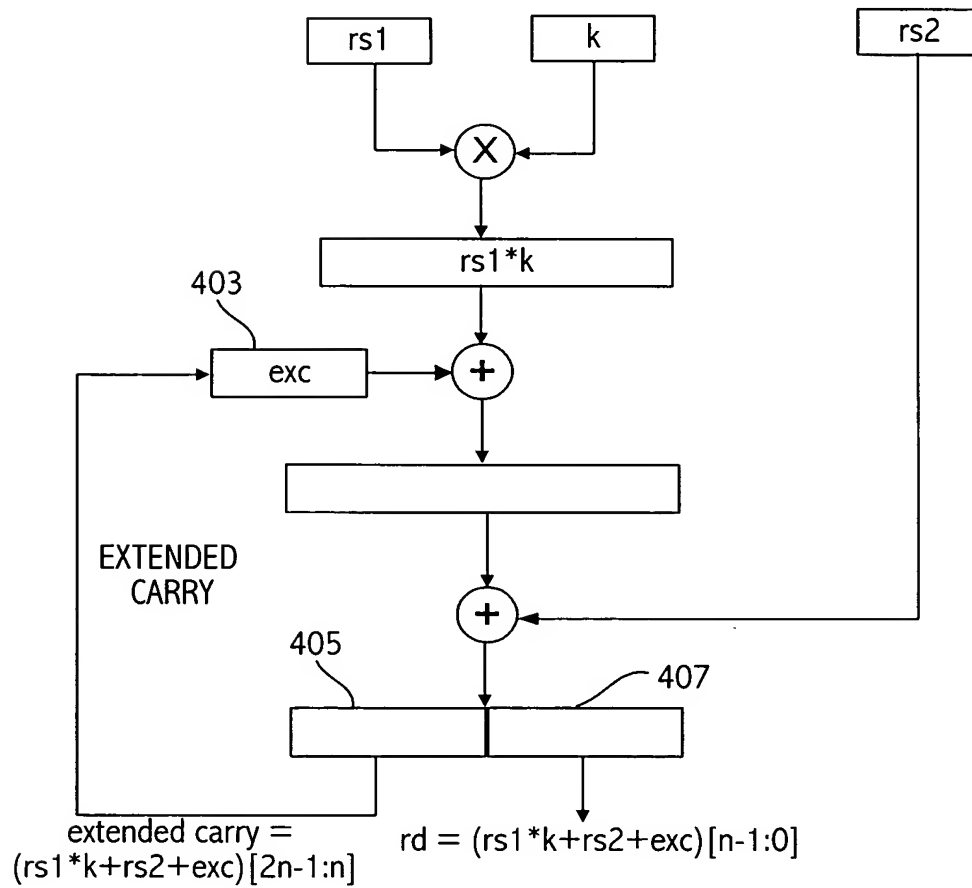 rs1
k
rs2
X
rs1*k
403
exc
+
EXTENDED
CARRY
+
405
407
extended carry =
(rs1*k+rs2+exc)[2n-1:n]
rd = (rs1*k+rs2+exc)[n-1:0]